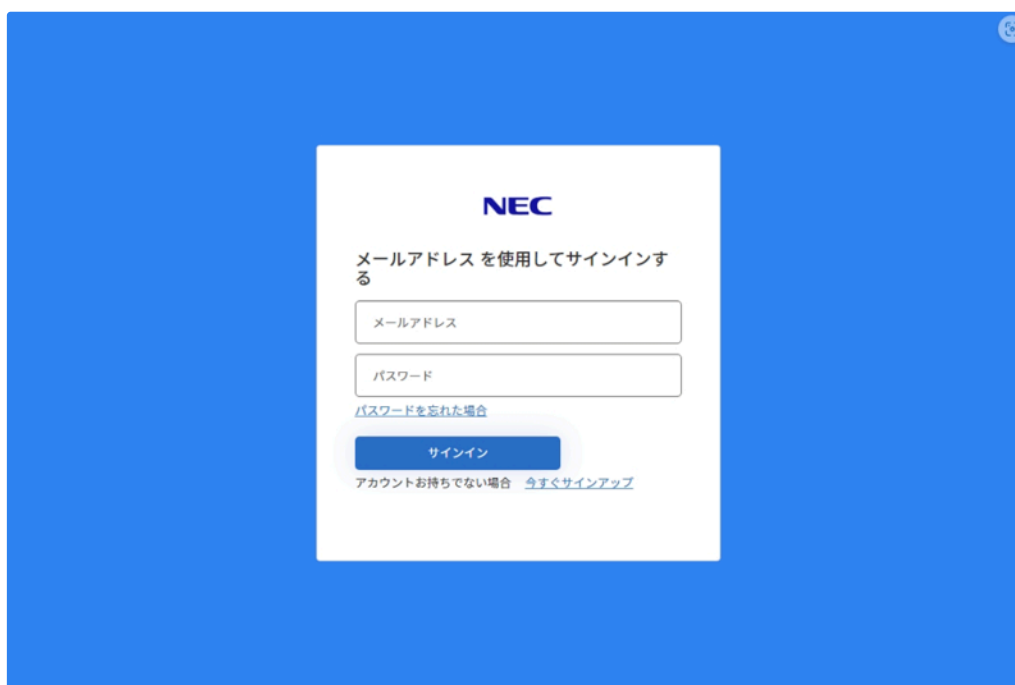 NEC
メールアドレス を使用してサインインす
る
メールアドレス
パスワード
パスワードを忘れた場合
サインイン
アカウントお持ちでない場合 今すぐサインアップ